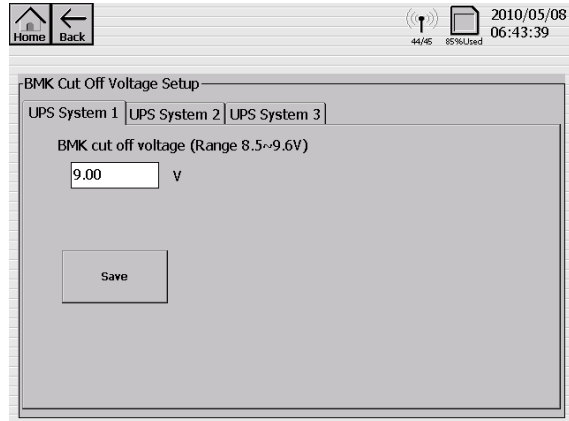 Home Back 44/45 85%Used 2010/05/08
06:43:39
BMK Cut Off Voltage Setup
UPS System 1 UPS System 2 UPS System 3
BMK cut off voltage (Range 8.5~9.6V)
9.00 V
Save